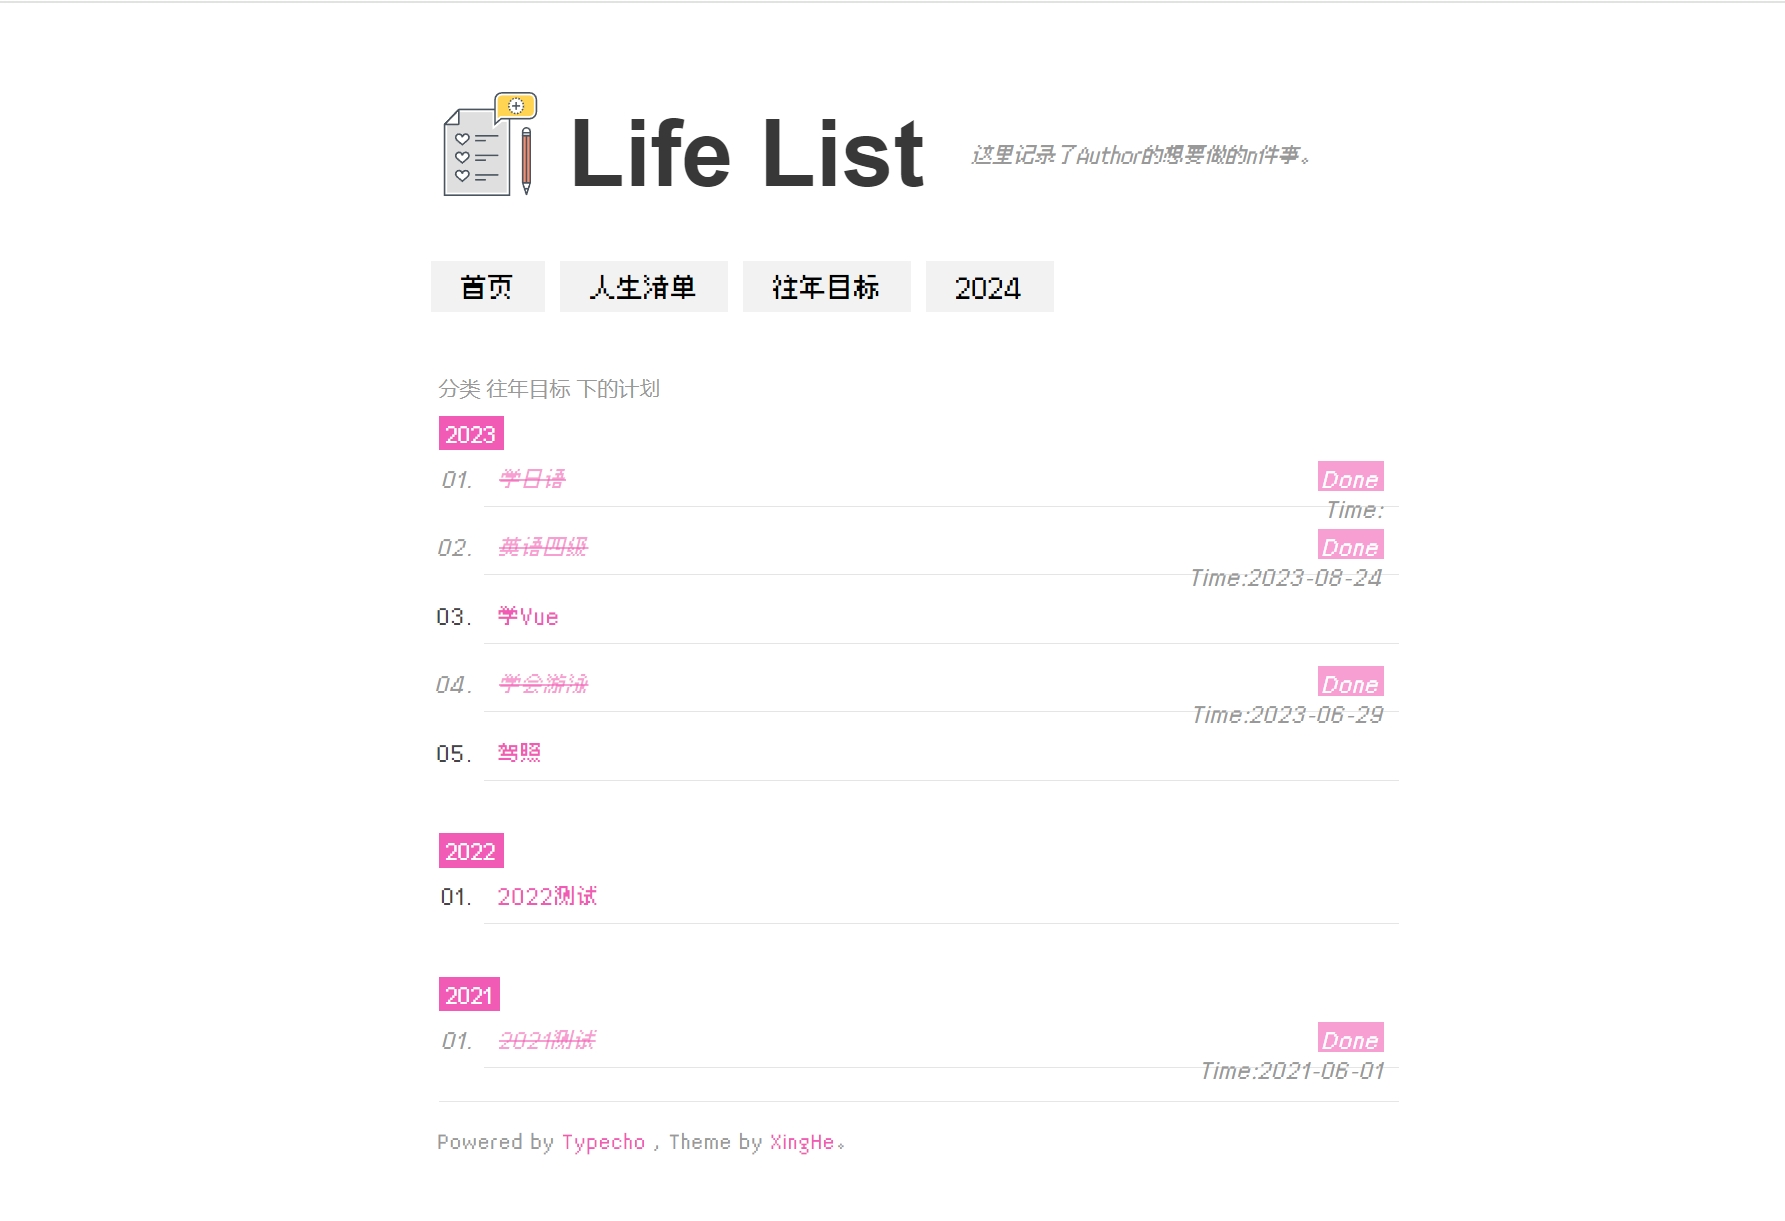 Life List
这里记录了Author的想要做的n件事。
首页 人生清单 往年目标 2024
分类 往年目标 下的计划
2023
01. 学日语 Done
Time:
02. 英语四级 Done
Time:2023-08-24
03. 学Vue
04. 学会游泳 Done
Time:2023-06-29
05. 驾照
2022
01. 2022测试
2021
01. 2021测试 Done
Time:2021-06-01
Powered by Typecho , Theme by XingHe。